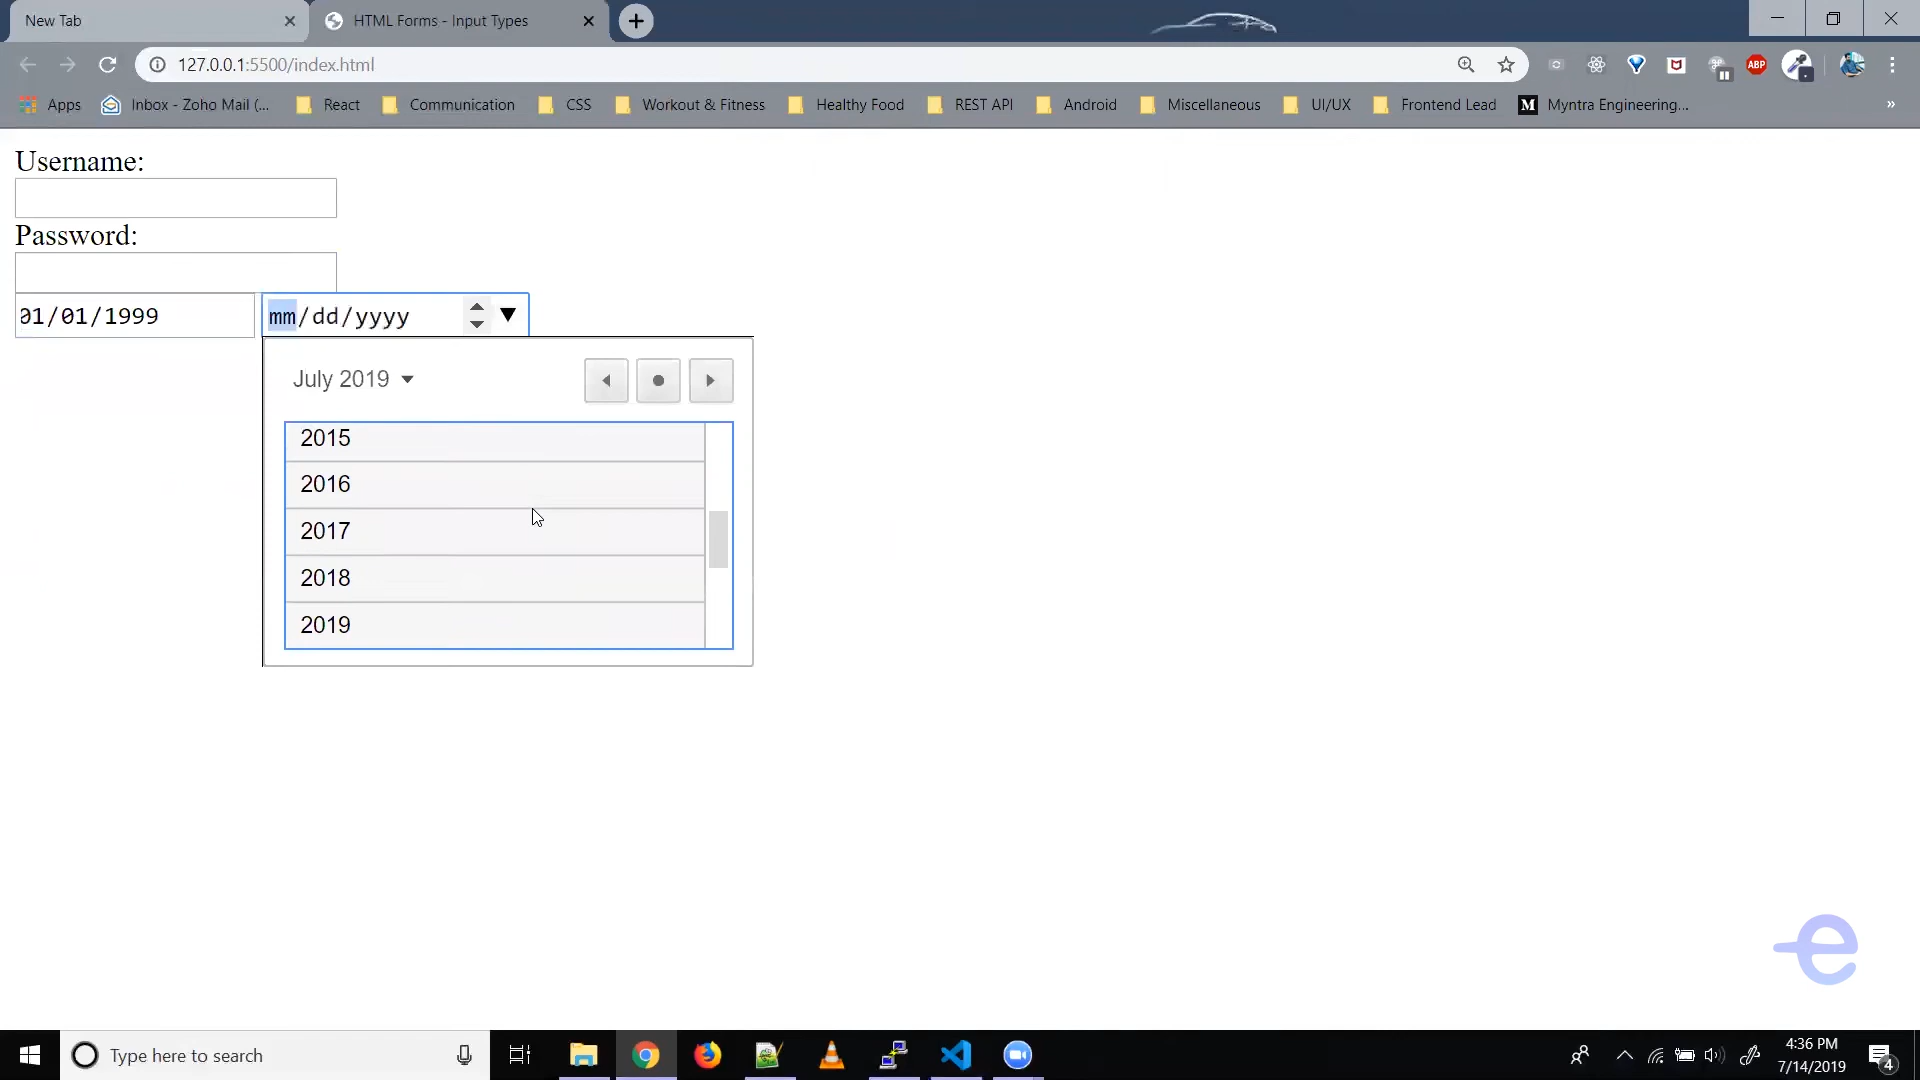 New Tab
HTML Forms - Input Types
127.0.0.1:5500/index.html
ABP
Apps
Inbox - Zoho Mail (...
React
Communication
CSS
Workout & Fitness
Healthy Food
REST API
Android
Miscellaneous
UI/UX
Frontend Lead
M
Myntra Engineering...
»
Username:
Password:
01/01/1999
mm/dd/yyyy
July 2019
2015
2016
2017
2018
2019
e
Type here to search
4:36 PM
7/14/2019
4